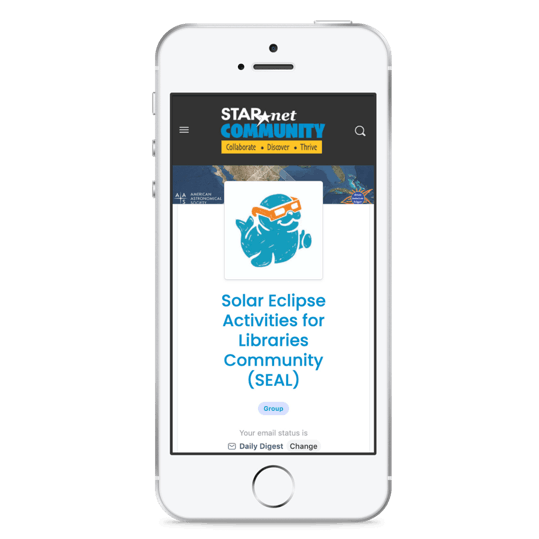 STAR net
COMMUNITY
Collaborate • Discover • Thrive
AAS
AMERICAN
ASTRONOMICAL
SOCIETY
Solar Eclipse
Activities for
Libraries
Community
(SEAL)
Group
Your email status is
Daily Digest Change